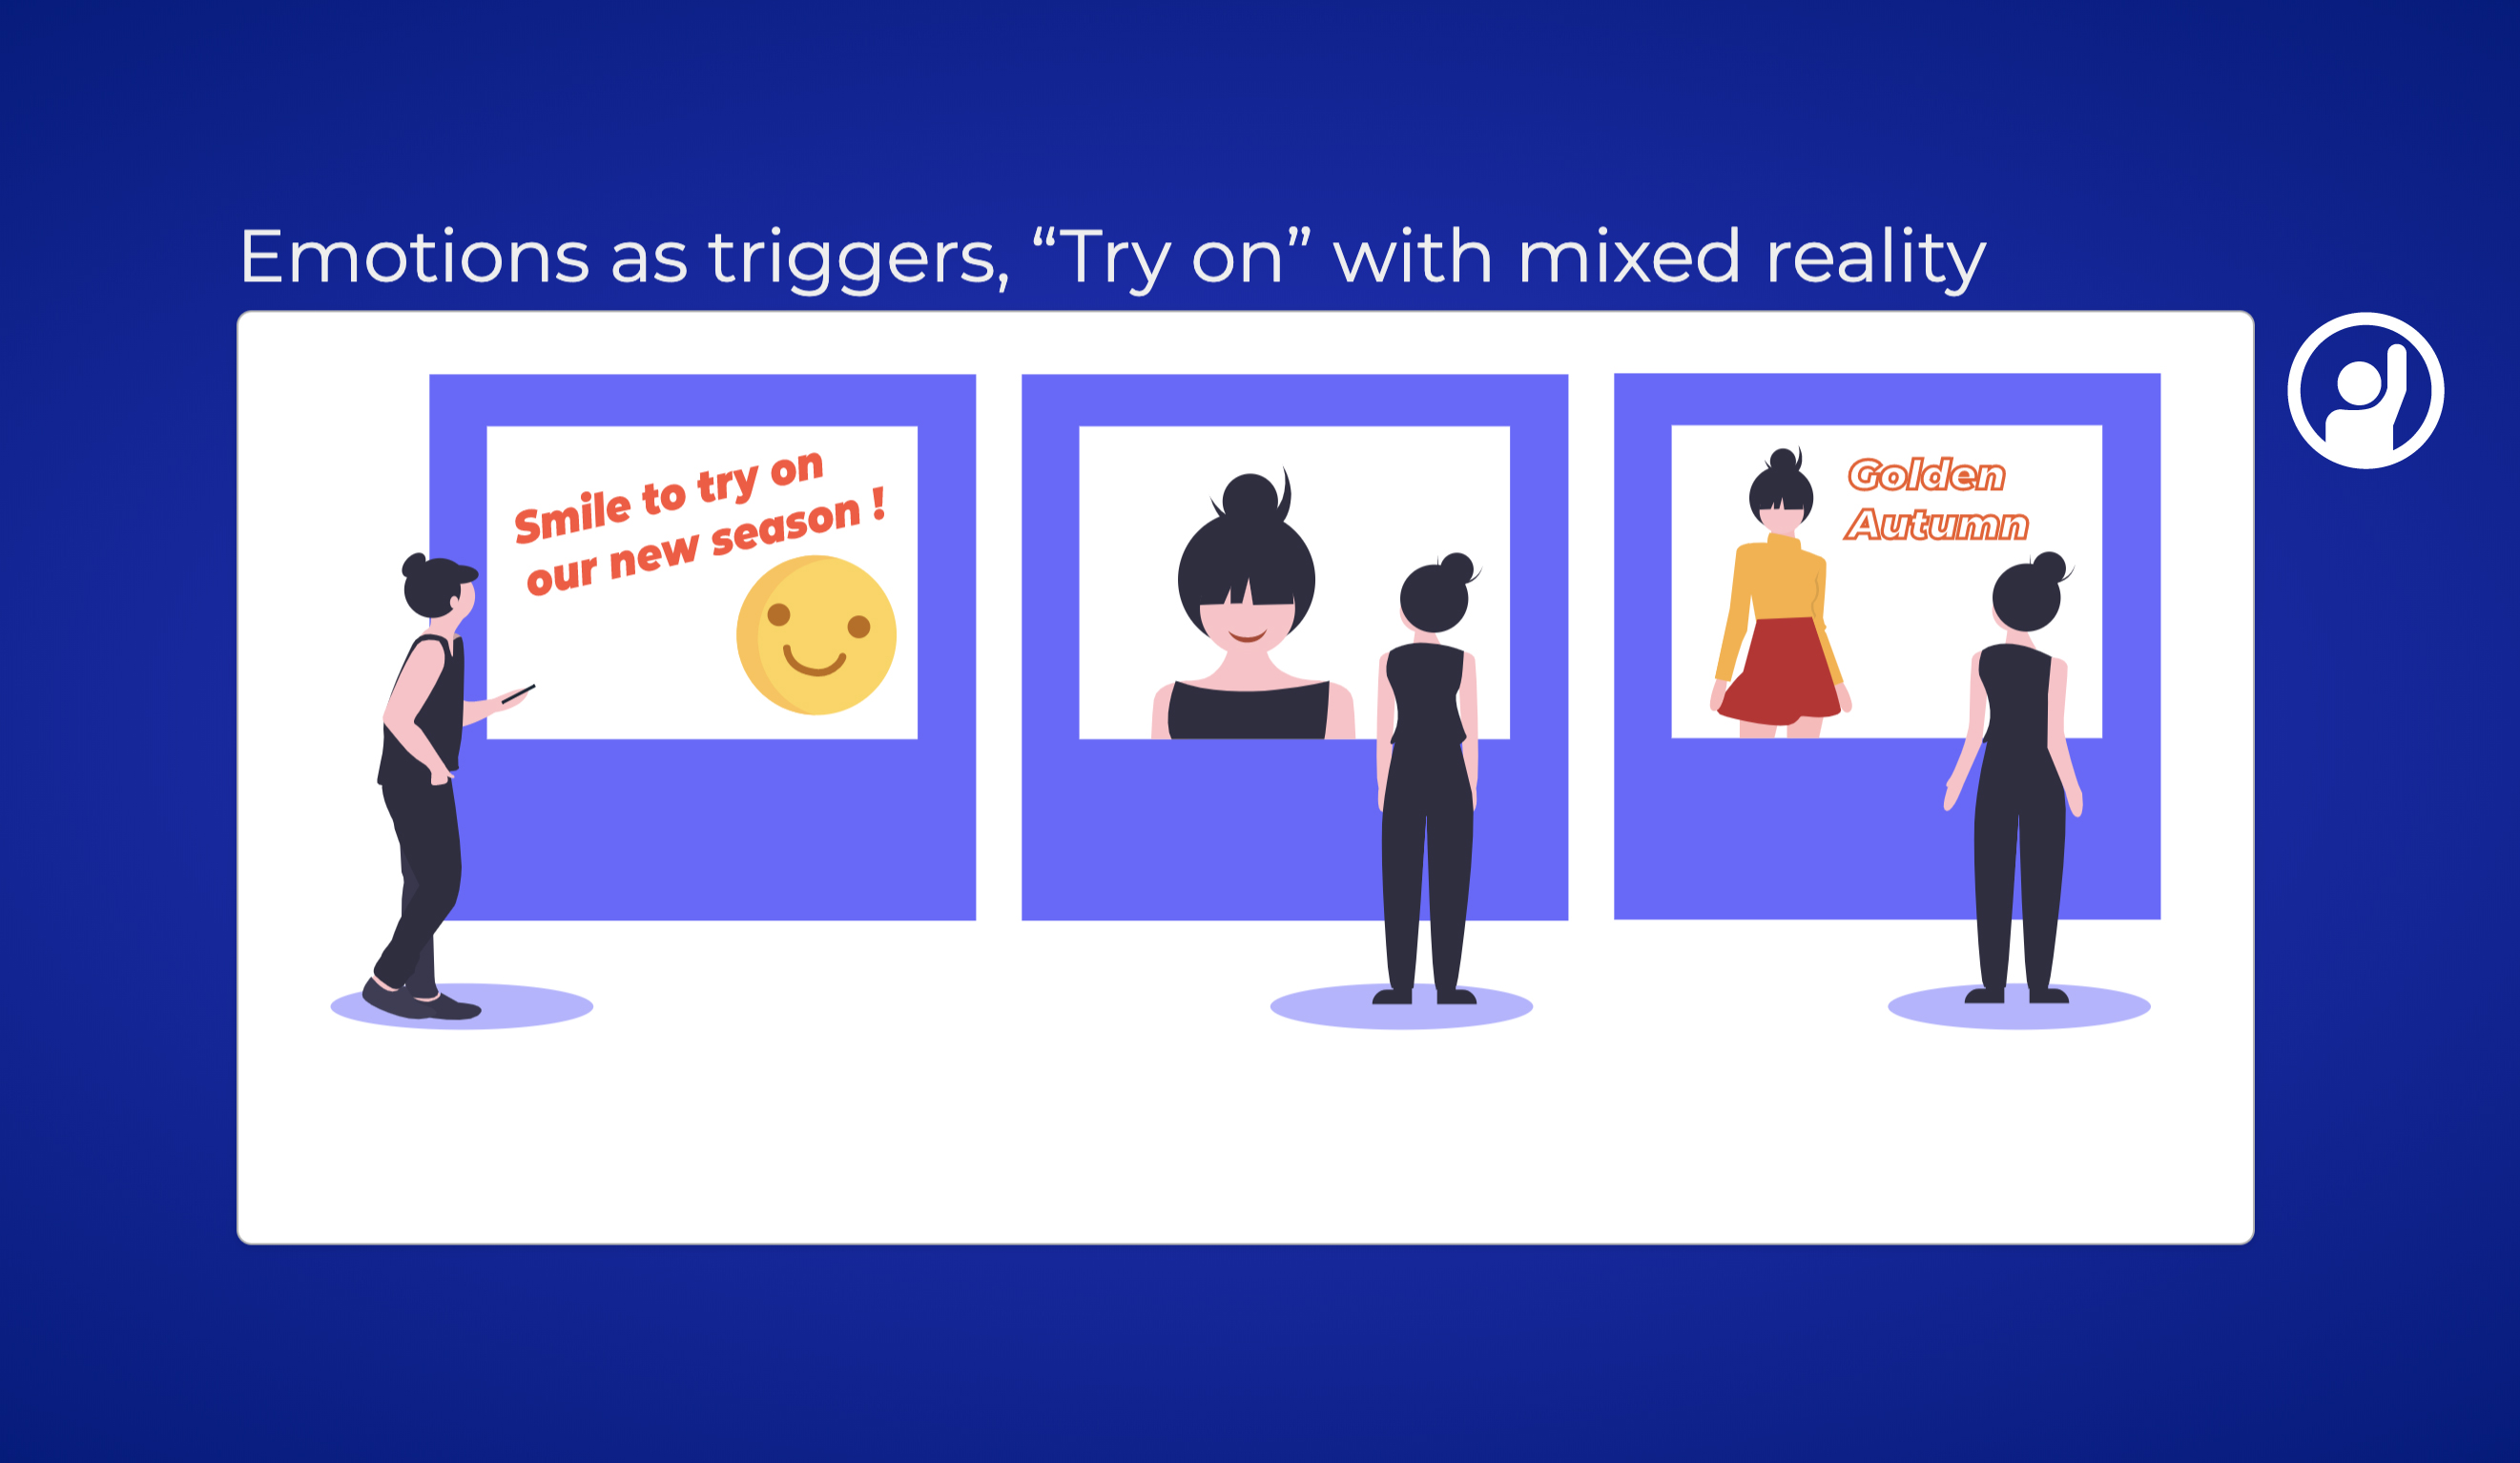 Emotions as triggers, “Try on” with mixed reality
Smile to try on
our new season !
Golden
Autumn